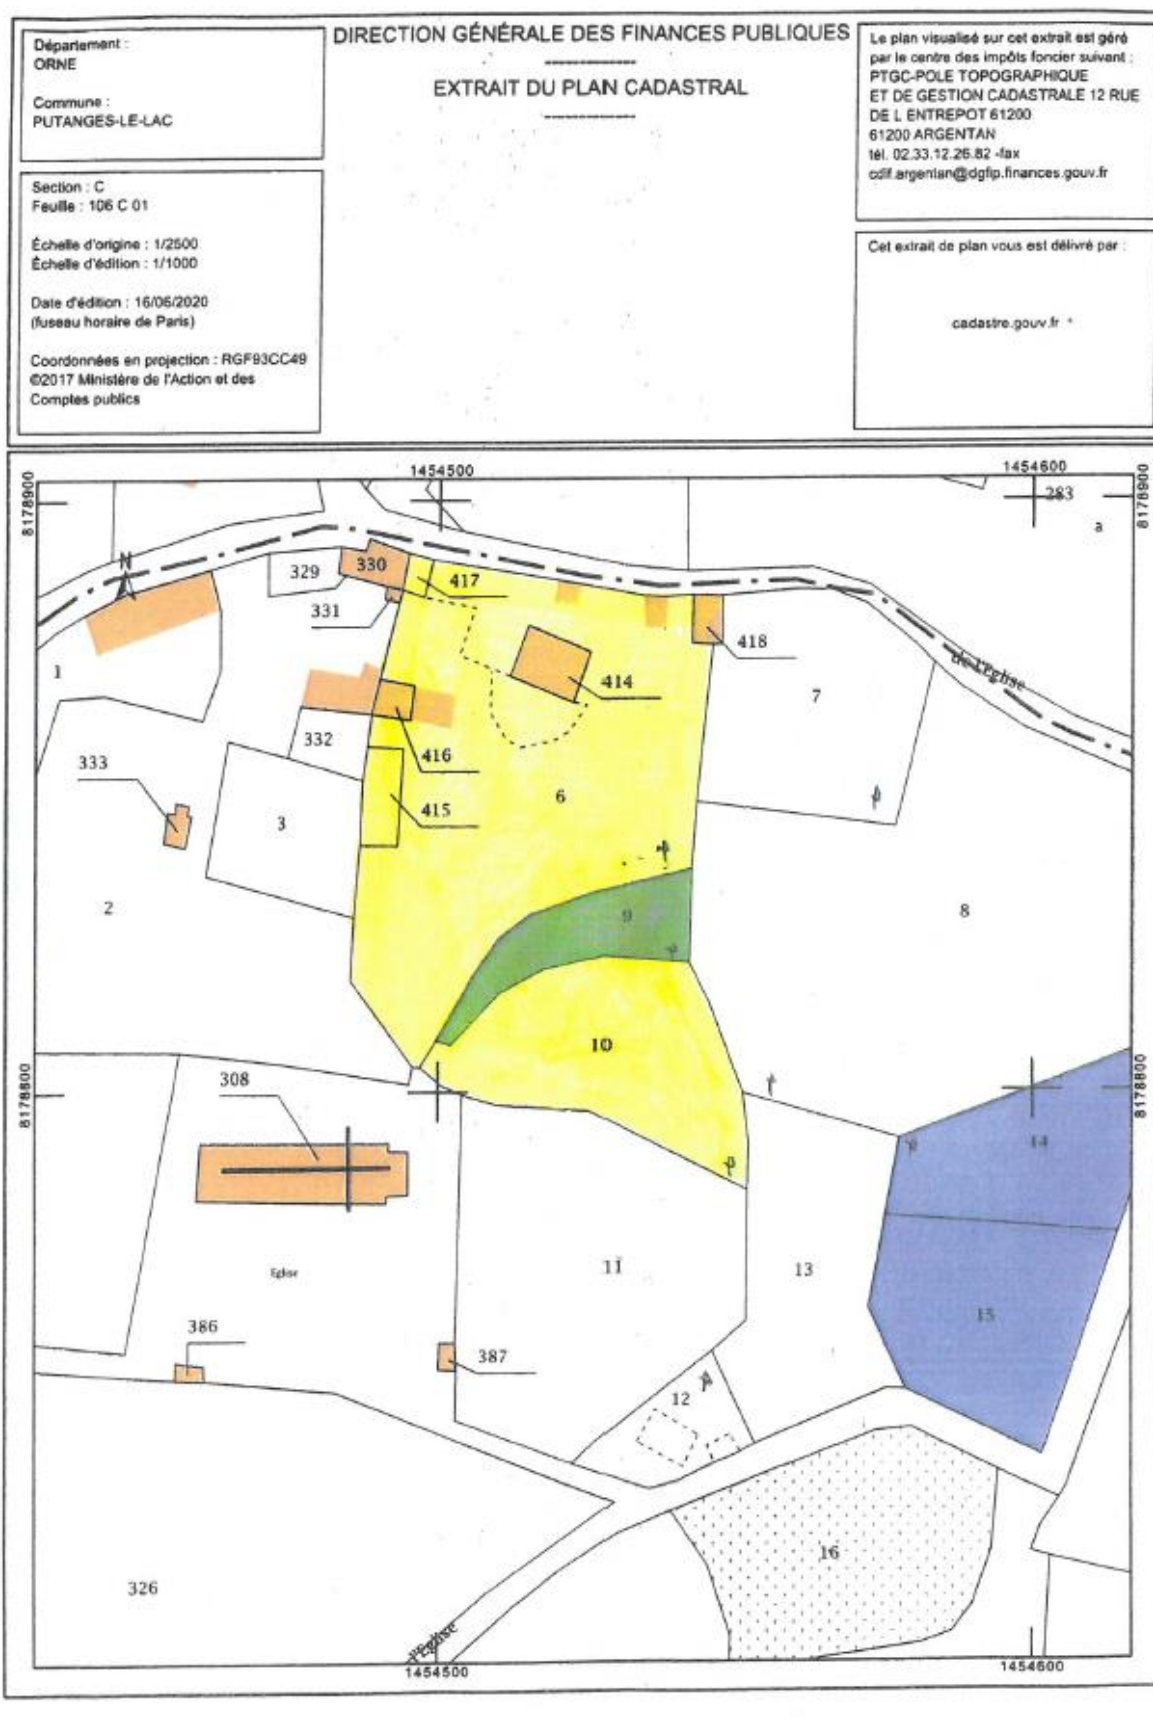 Département :
ORNE
Commune :
PUTANGES-LE-LAC
Section : C
Feuille : 106 C 01
Échelle d'origine : 1/2500
Échelle d'édition : 1/1000
Date d'édition : 16/06/2020
(fuseau horaire de Paris)
Coordonnées en projection : RGF93CC49
©2017 Ministère de l'Action et des
Comptes publics
DIRECTION GÉNÉRALE DES FINANCES PUBLIQUES
EXTRAIT DU PLAN CADASTRAL
Le plan visualisé sur cet extrait est géré
par le centre des impôts foncier suivant :
PTGC-POLE TOPOGRAPHIQUE
ET DE GESTION CADASTRALE 12 RUE
DE L ENTREPOT 61200
61200 ARGENTAN
tél. 02.33.12.26.82 -fax
cdif.argentan@dgfip.finances.gouv.fr
Cet extrait de plan vous est délivré par :
cadastre.gouv.fr
1454500
1454600
8178900
8178900
283
a
N
329
330
417
331
418
414
1
7
de l'Eglise
332
416
333
6
415
3
2
9
8
10
8178800
8178800
308
14
11
13
Eglise
15
386
387
12
16
326
l'Eglise
1454500
1454600